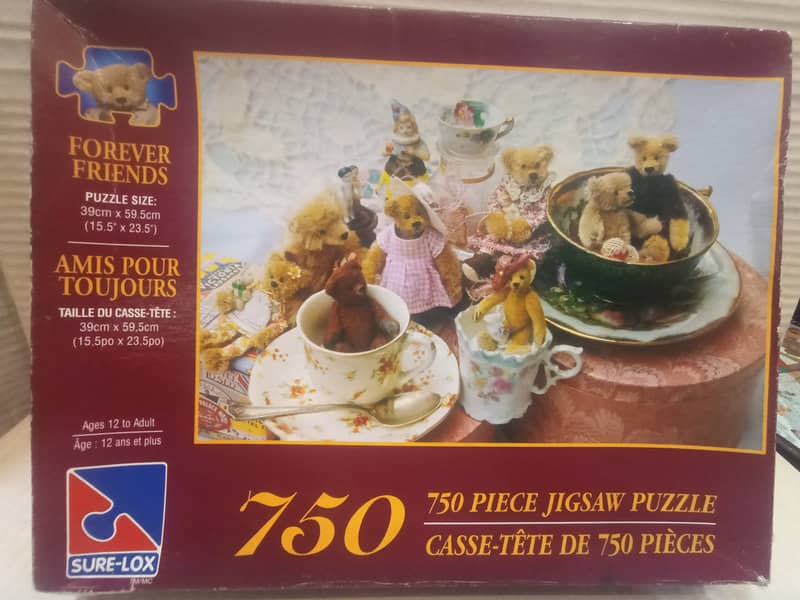 FOREVER
FRIENDS
PUZZLE SIZE:
39cm x 59.5cm
(15.5" x 23.5")
AMIS POUR
TOUJOURS
TAILLE DU CASSE-TÊTE :
39cm x 59,5cm
(15.5po x 23.5po)
Ages 12 to Adult
Âge : 12 ans et plus
SURE-LOX
TM/MC
750
750 PIECE JIGSAW PUZZLE
CASSE-TÊTE DE 750 PIÈCES